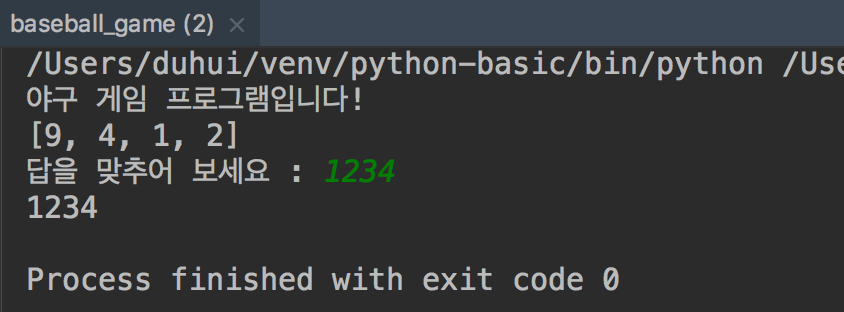 baseball_game (2)
/Users/duhui/venv/python-basic/bin/python /Use
야구 게임 프로그램입니다!
[9, 4, 1, 2]
답을 맞추어 보세요 : 1234
1234
Process finished with exit code 0